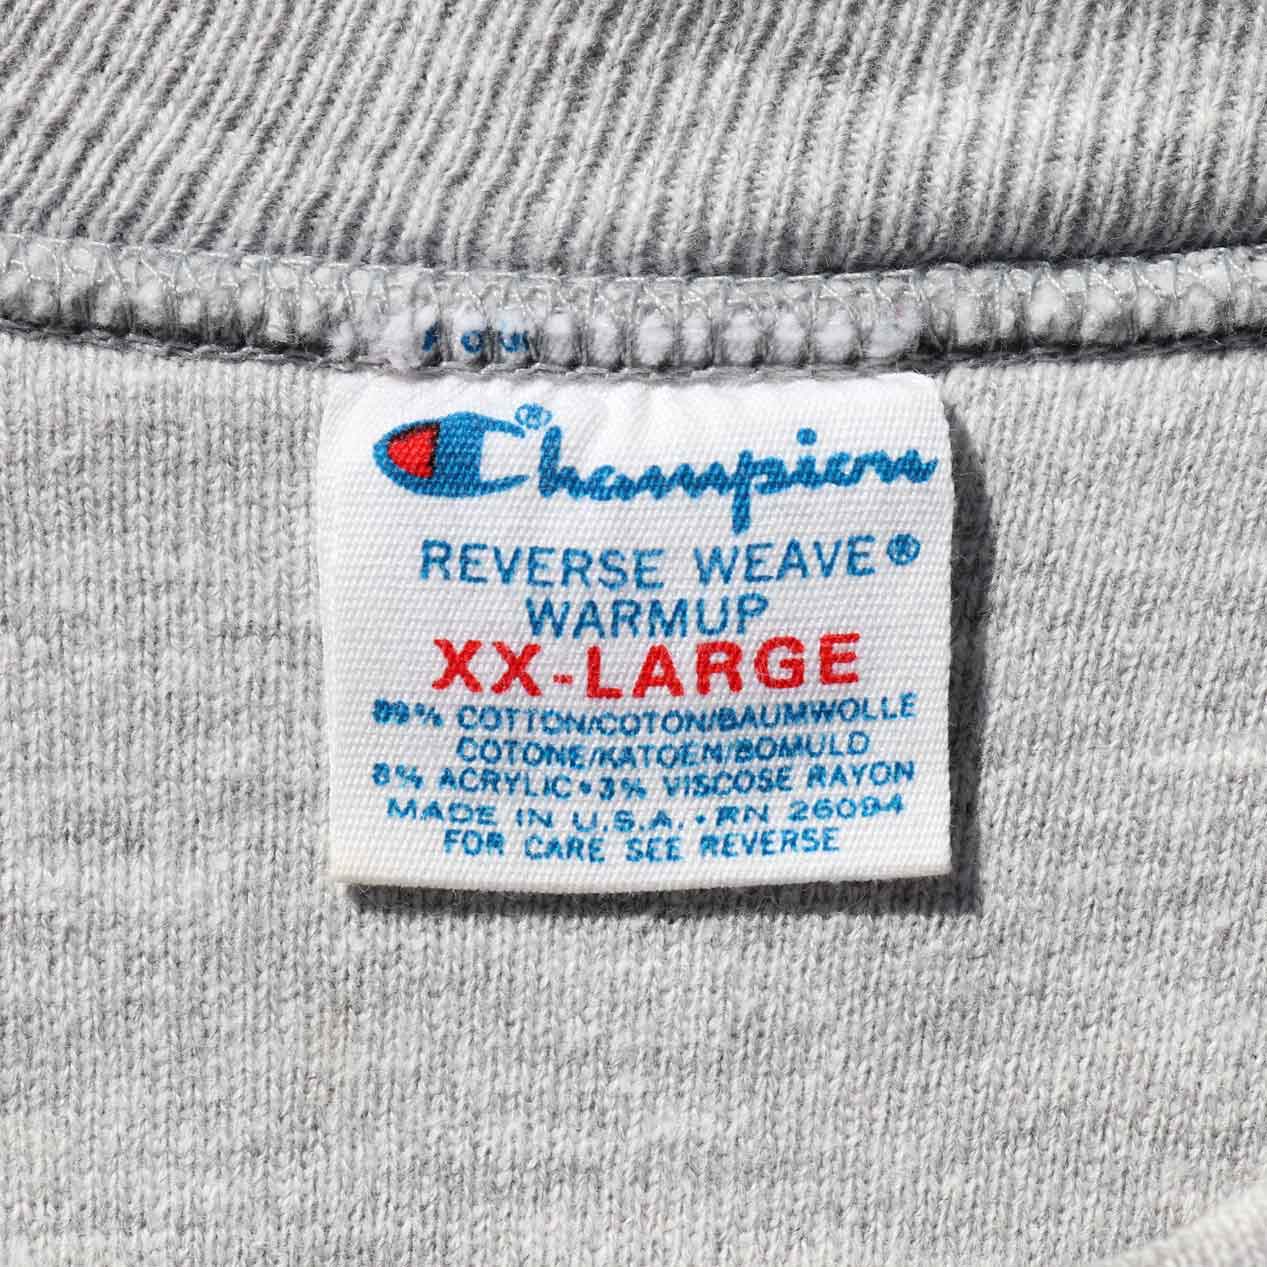 Champion®
REVERSE WEAVE®
WARMUP
XX-LARGE
89% COTTON/COTON/BAUMWOLLE
COTONE/KATOEN/BOMULD
8% ACRYLIC • 3% VISCOSE RAYON
MADE IN U.S.A. • RN 26094
FOR CARE SEE REVERSE